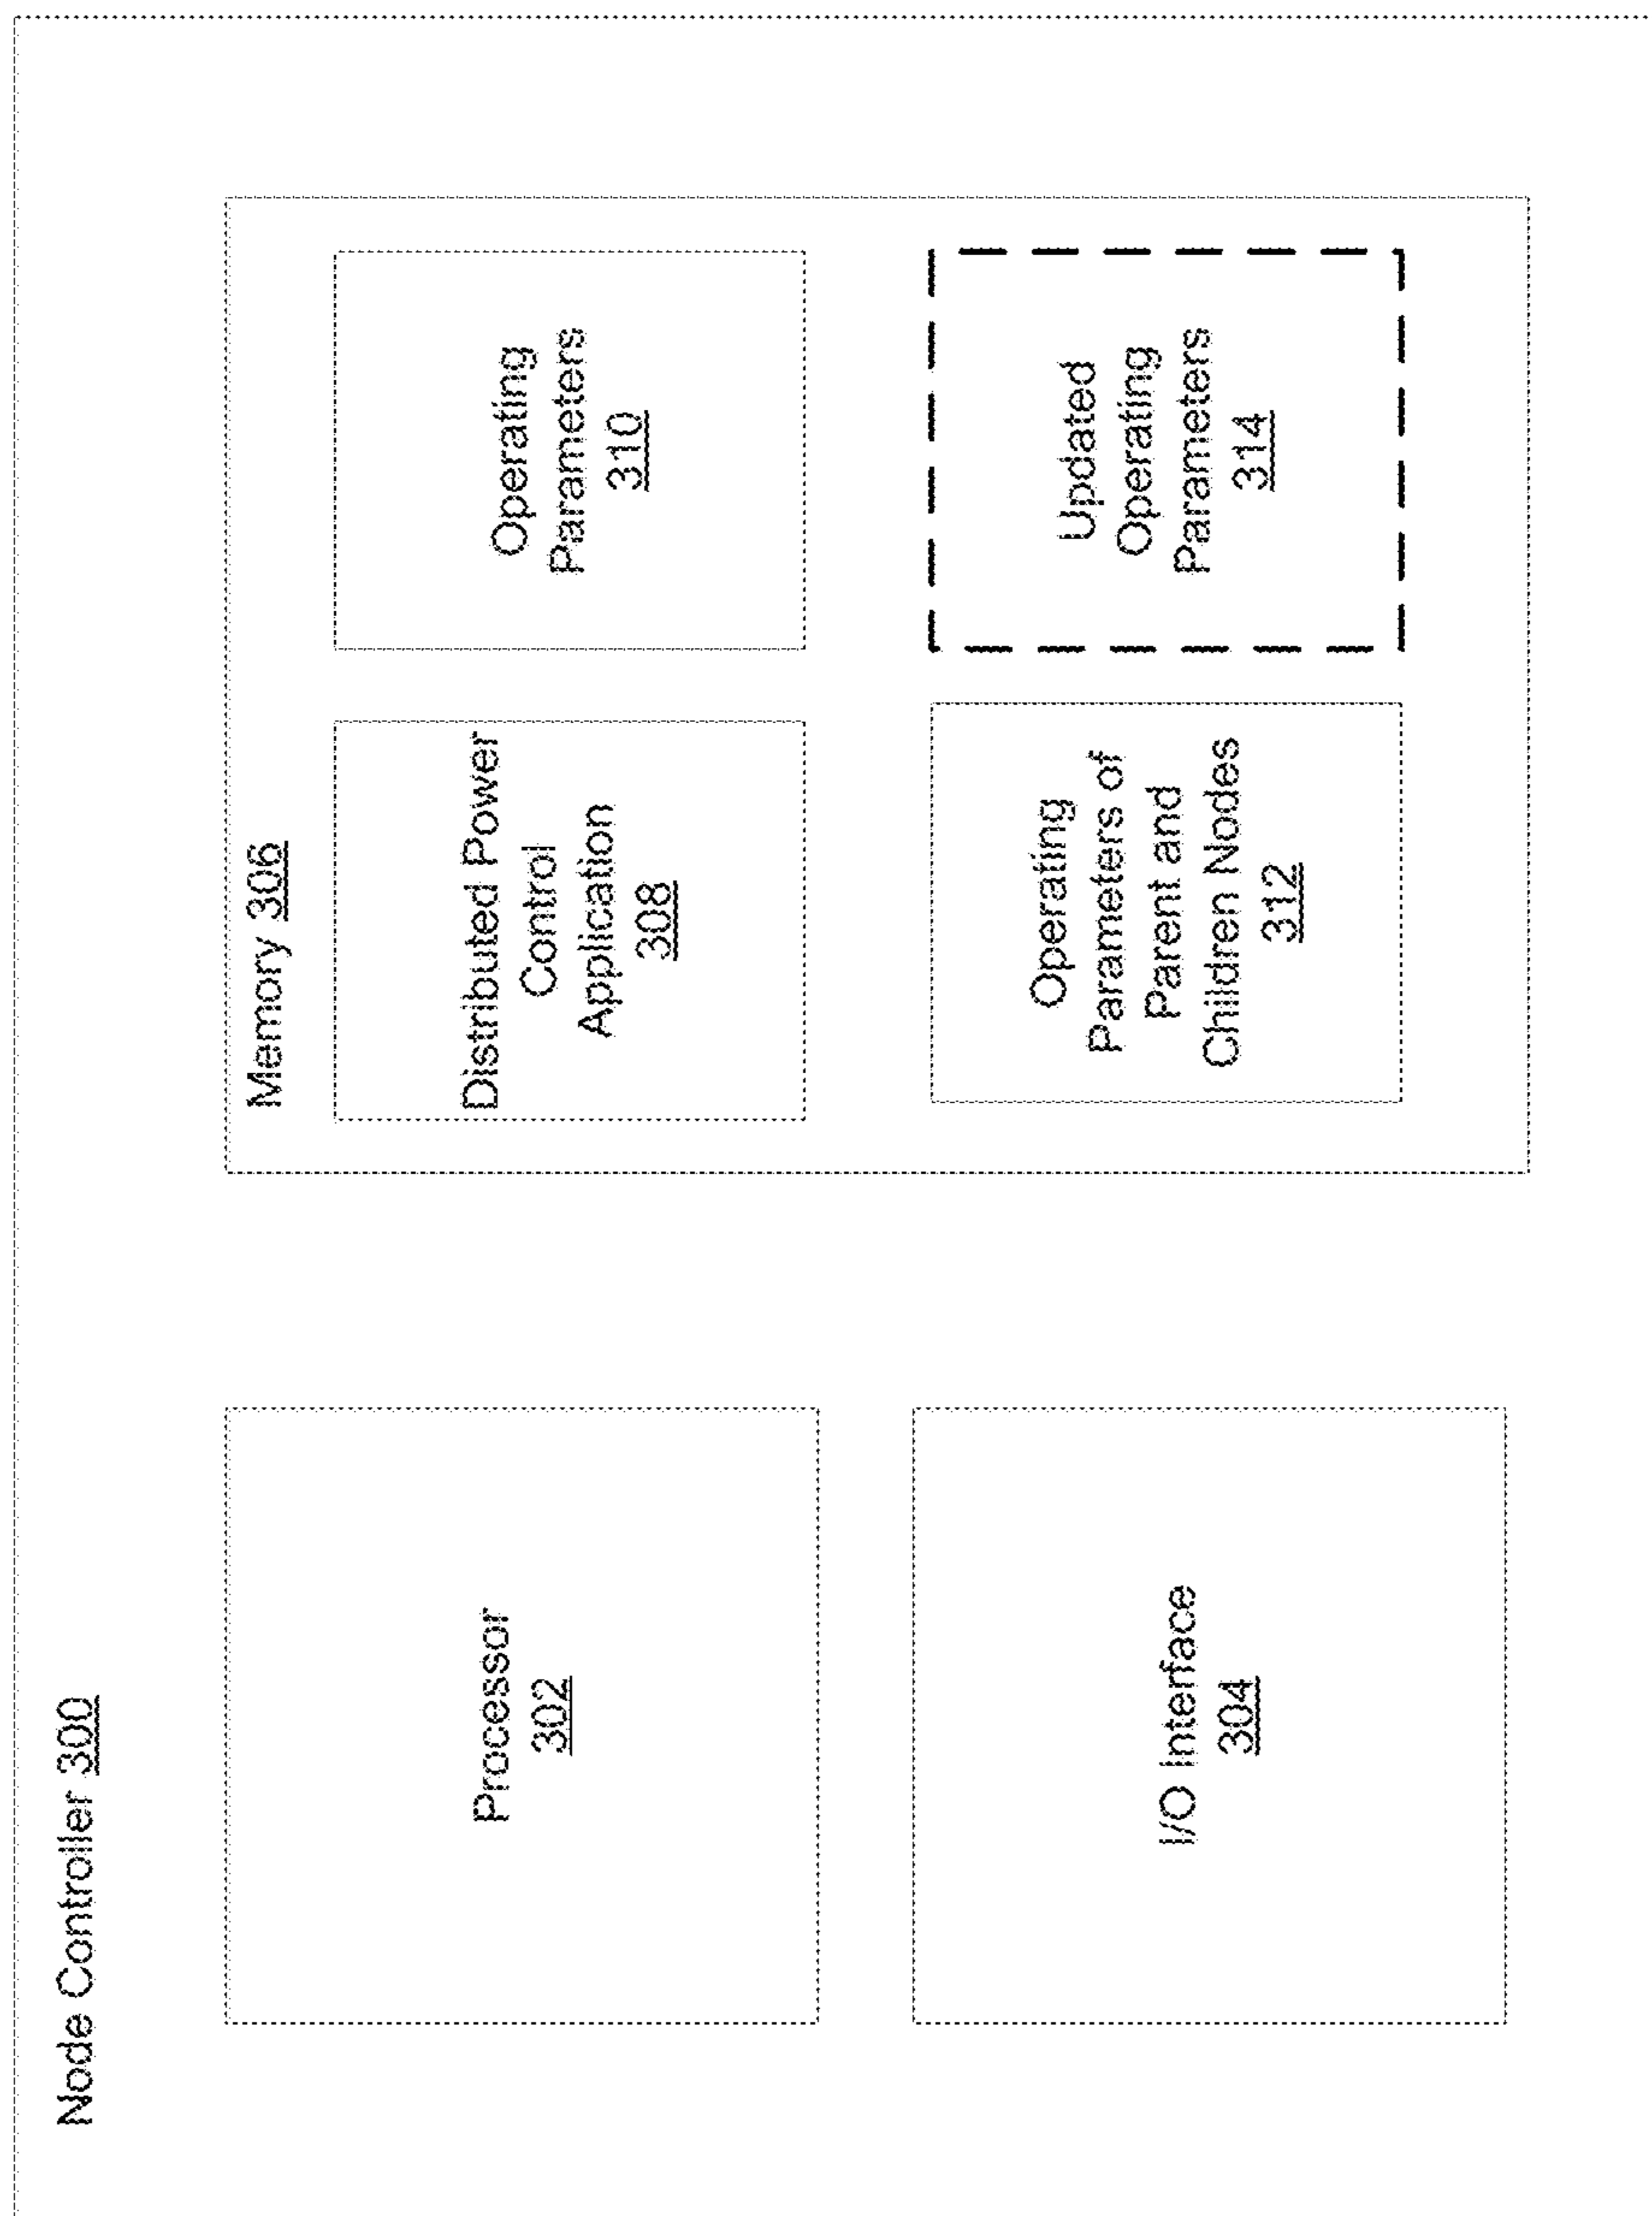 Node Controller 300
Processor
302
I/O Interface
304
Memory 306
Distributed Power
Control
Application
308
Operating
Parameters
310
Operating
Parameters of
Parent and
Children Nodes
312
Updated
Operating
Parameters
314